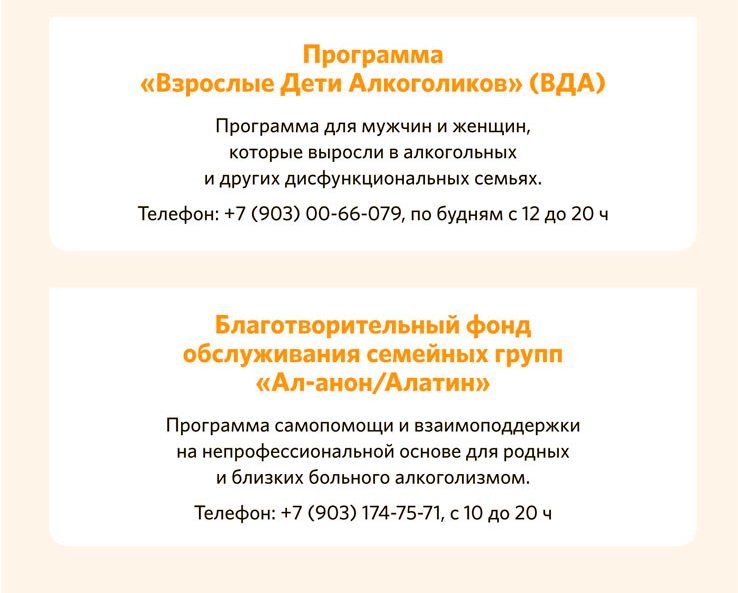 Программа
«Взрослые Дети Алкоголиков» (ВДА)
Программа для мужчин и женщин,
которые выросли в алкогольных
и других дисфункциональных семьях.
Телефон: +7 (903) 00-66-079, по будням с 12 до 20 ч
Благотворительный фонд
обслуживания семейных групп
«Ал-анон/Алатин»
Программа самопомощи и взаимоподдержки
на непрофессиональной основе для родных
и близких больного алкоголизмом.
Телефон: +7 (903) 174-75-71, с 10 до 20 ч